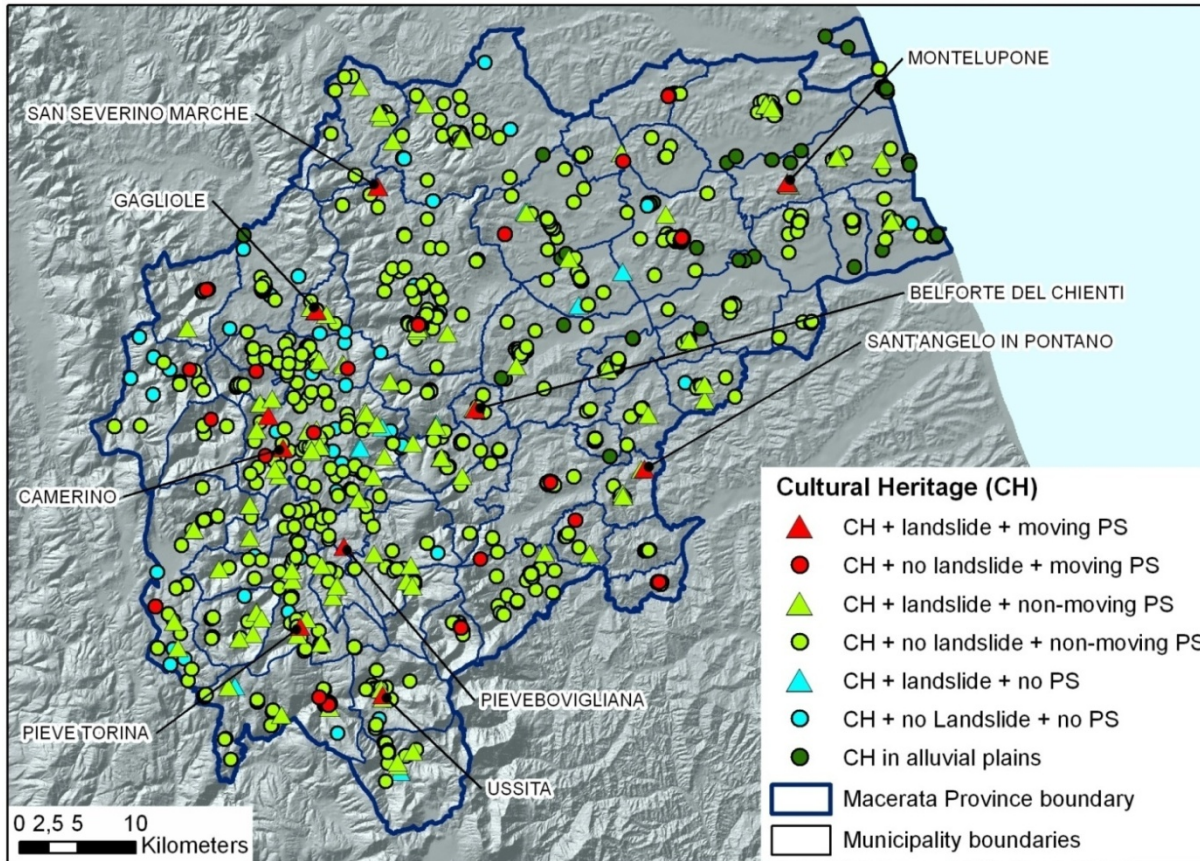 MONTELUPONE
SAN SEVERINO MARCHE
GAGLIOLE
BELFORTE DEL CHIENTI
SANT'ANGELO IN PONTANO
CAMERINO
PIEVEBOVIGLIANA
PIEVE TORINA
USSITA
Cultural Heritage (CH)
CH + landslide + moving PS
CH + no landslide + moving PS
CH + landslide + non-moving PS
CH + no landslide + non-moving PS
CH + landslide + no PS
CH + no Landslide + no PS
CH in alluvial plains
Macerata Province boundary
Municipality boundaries
0 2,5 5 10
Kilometers